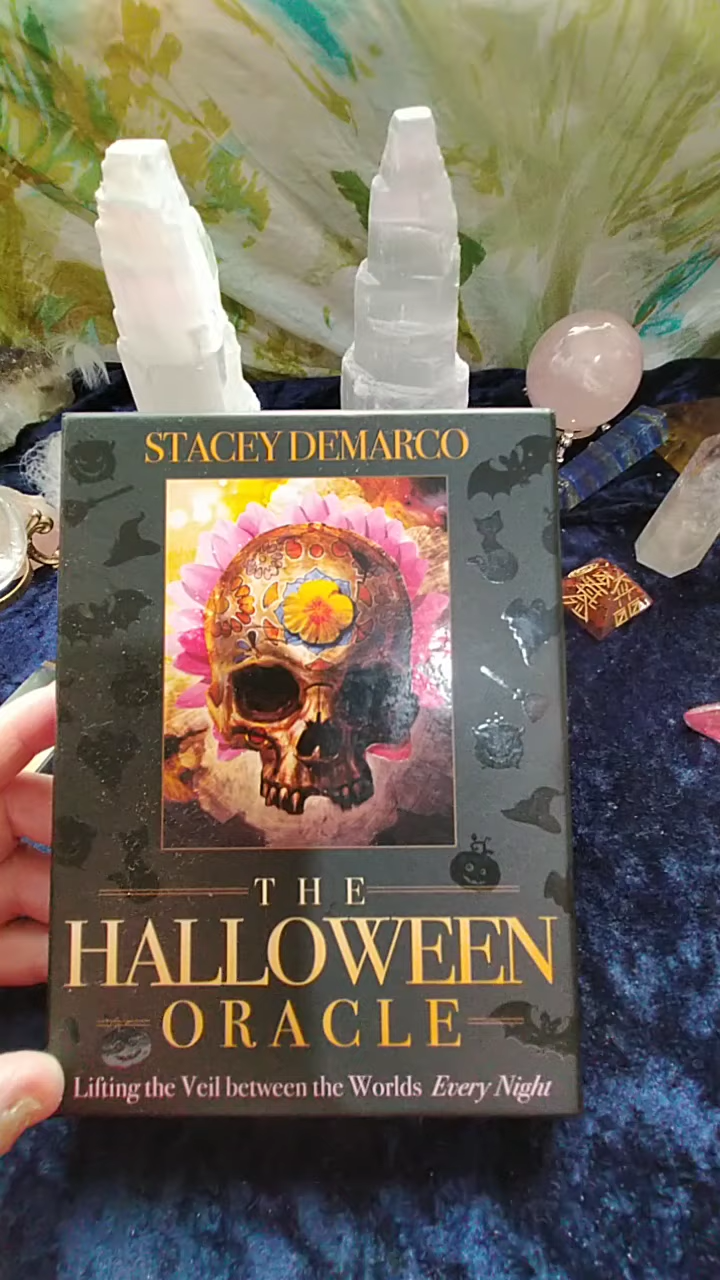 STACEY DEMARCO
THE
HALLOWEEN
ORACLE
Lifting the Veil between the Worlds Every Night